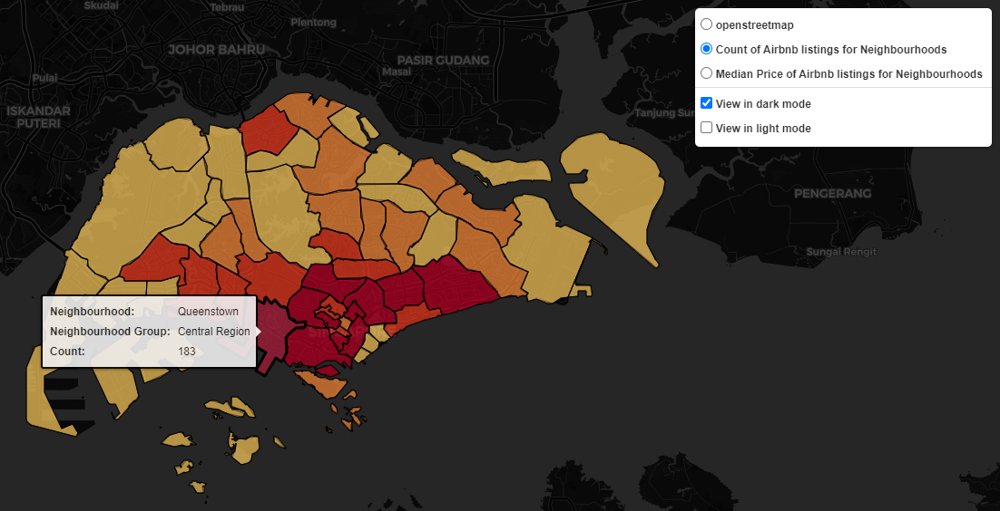 Skudai
Tebrau
Plentong
JOHOR BAHRU
PASIR GUDANG
Masai
Pulai
ISKANDAR
PUTERI
Tanjung Sur
PENGERANG
Sungai Rengit
openstreetmap
Count of Airbnb listings for Neighbourhoods
Median Price of Airbnb listings for Neighbourhoods
View in dark mode
View in light mode
Neighbourhood: Queenstown
Neighbourhood Group: Central Region
Count: 183